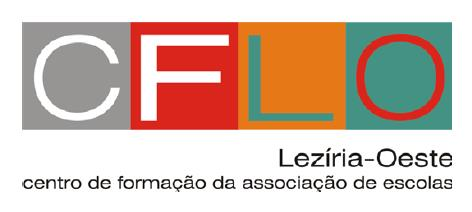 CFLO
Lezíria-Oeste
centro de formação da associação de escolas